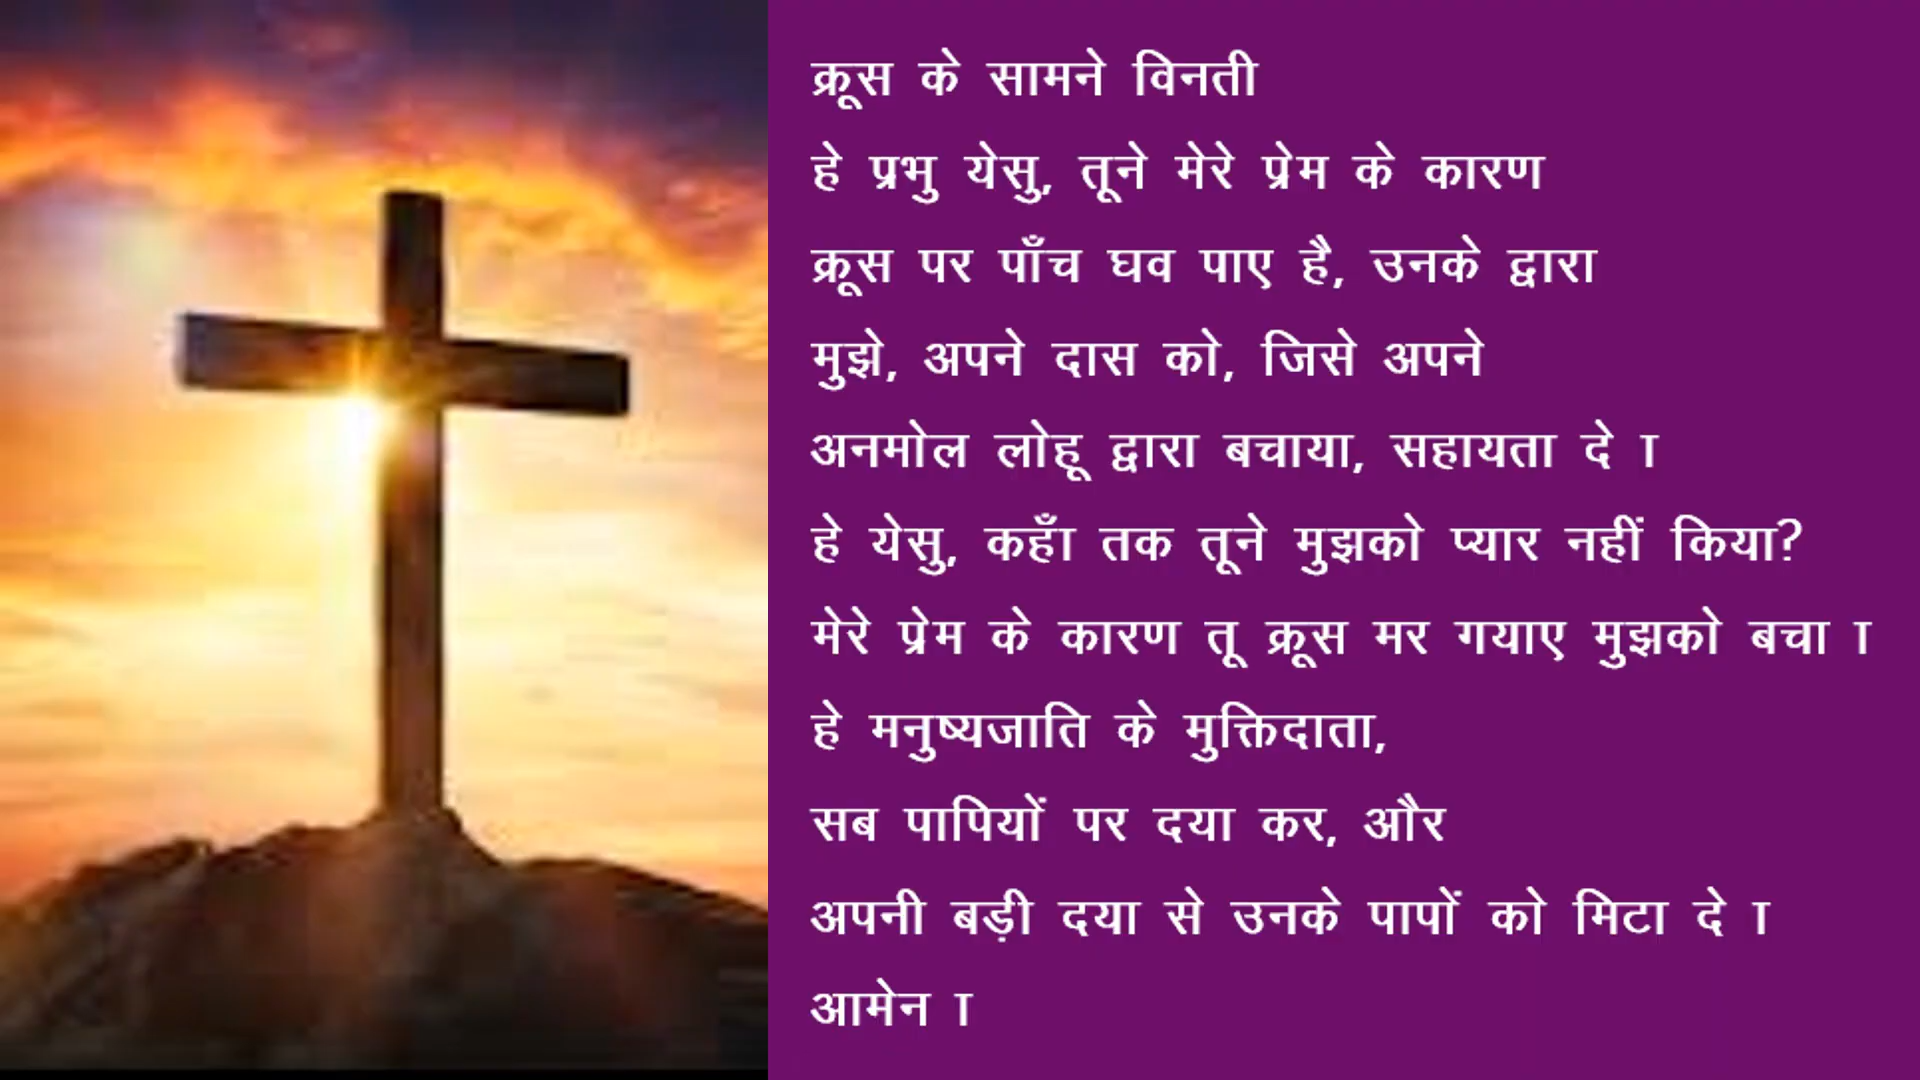 क्रूस के सामने विनती
हे प्रभु येसु, तूने मेरे प्रेम के कारण
क्रूस पर पाँच घव पाए है, उनके द्वारा
मुझे, अपने दास को, जिसे अपने
अनमोल लोहू द्वारा बचाया, सहायता दे ा
हे येसु, कहाँ तक तूने मुझको प्यार नहीं किया?
मेरे प्रेम के कारण तू क्रूस मर गयाए मुझको बचा ा
हे मनुष्यजाति के मुक्तिदाता,
सब पापियों पर दया कर, और
अपनी बड़ी दया से उनके पापों को मिटा दे ा
आमेन ा